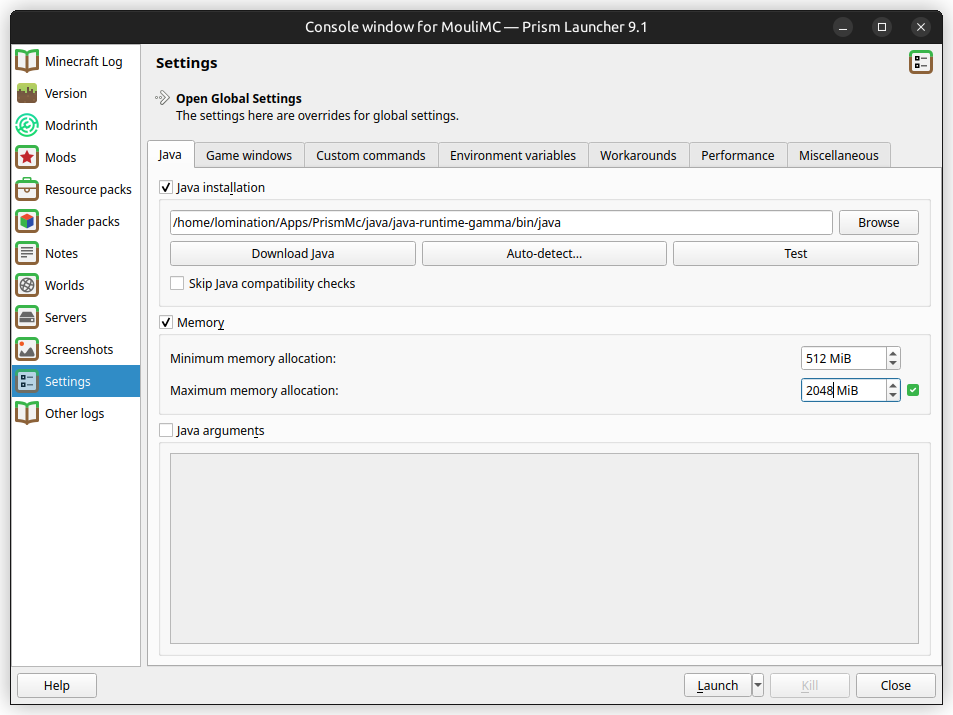 Console window for MouliMC — Prism Launcher 9.1
Minecraft Log
Version
Modrinth
Mods
Resource packs
Shader packs
Notes
Worlds
Servers
Screenshots
Settings
Other logs
Settings
Open Global Settings
The settings here are overrides for global settings.
Java Game windows Custom commands Environment variables Workarounds Performance Miscellaneous
Java installation
/home/lomination/Apps/PrismMc/java/java-runtime-gamma/bin/java Browse
Download Java Auto-detect... Test
Skip Java compatibility checks
Memory
Minimum memory allocation: 512 MiB
Maximum memory allocation: 2048 MiB
Java arguments
Help Launch Kill Close